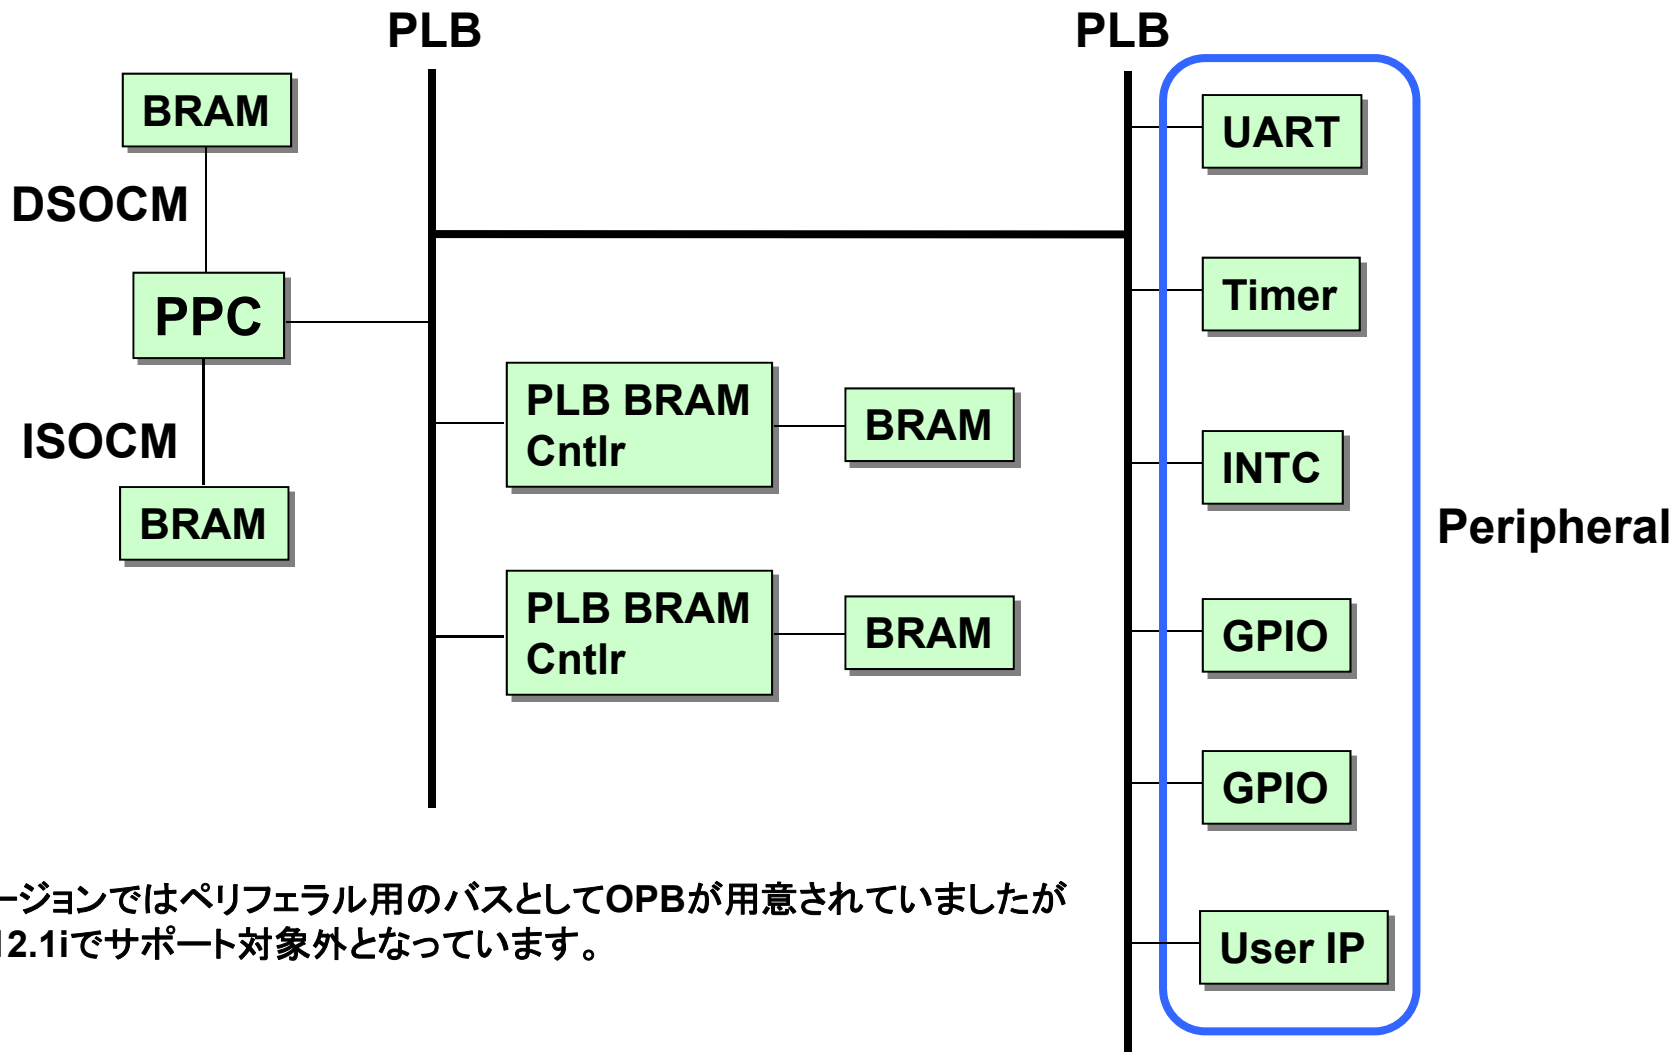 PLB
PLB
BRAM
UART
DSOCM
PPC
Timer
PLB BRAM
Cntlr
BRAM
ISOCM
INTC
BRAM
Peripheral
PLB BRAM
Cntlr
BRAM
GPIO
GPIO
ージョンではペリフェラル用のバスとしてOPBが用意されていましたが
12.1iでサポート対象外となっています。
User IP